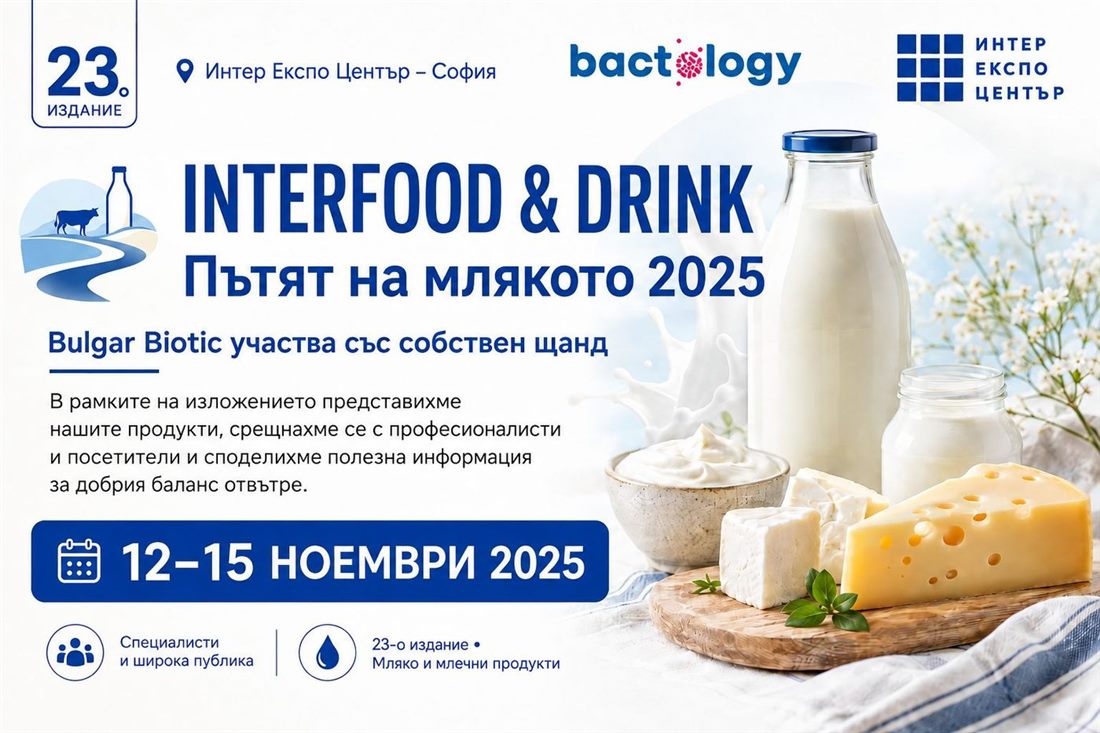 23.
ИЗДАНИЕ
Интер Експо Център – София
bactology
ИНТЕР
ЕКСПО
ЦЕНТЪР
INTERFOOD & DRINK
Пътят на млякото 2025
Bulgar Biotic участва със собствен щанд
В рамките на изложението представихме
нашите продукти, срещнахме се с професионалисти
и посетители и споделихме полезна информация
за добрия баланс отвътре.
12–15 НОЕМВРИ 2025
Специалисти
и широка публика
23-о издание •
Мляко и млечни продукти